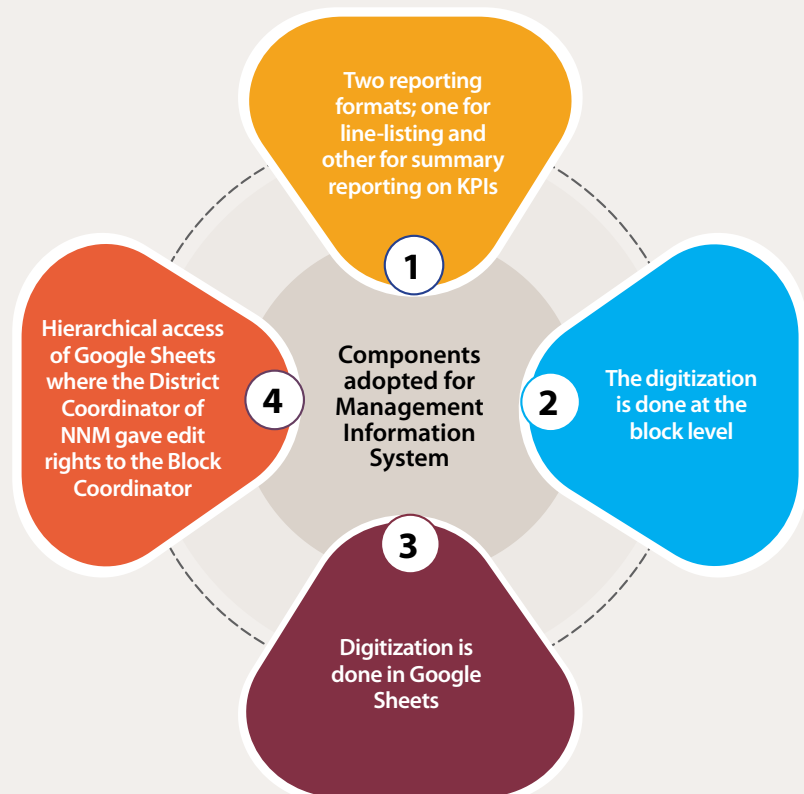 Two reporting
formats; one for
line-listing and
other for summary
reporting on KPIs
1
Components
adopted for
Management
Information
System
2
The digitization
is done at the
block level
3
Digitization is
done in Google
Sheets
4
Hierarchical access
of Google Sheets
where the District
Coordinator of
NNM gave edit
rights to the Block
Coordinator